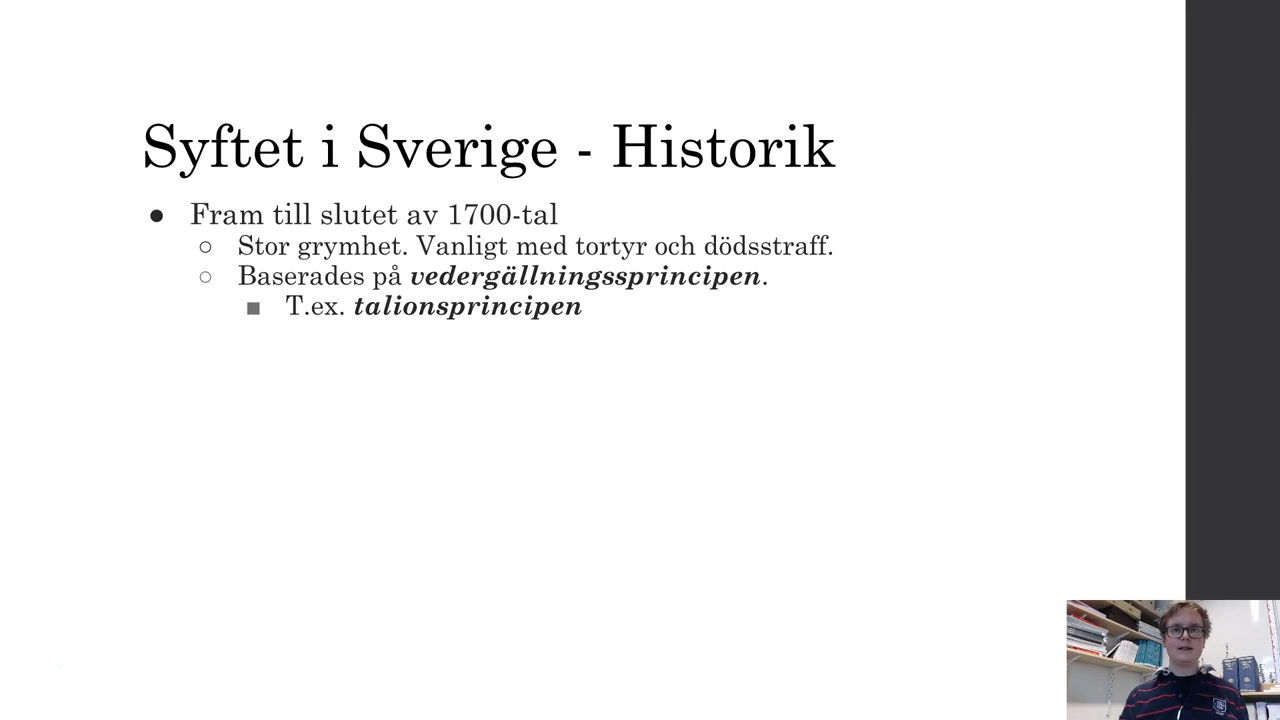 Syftet i Sverige - Historik
● Fram till slutet av 1700-tal
○ Stor grymhet. Vanligt med tortyr och dödsstraff.
○ Baserades på vedergällningssprincipen.
■ T.ex. talionsprincipen